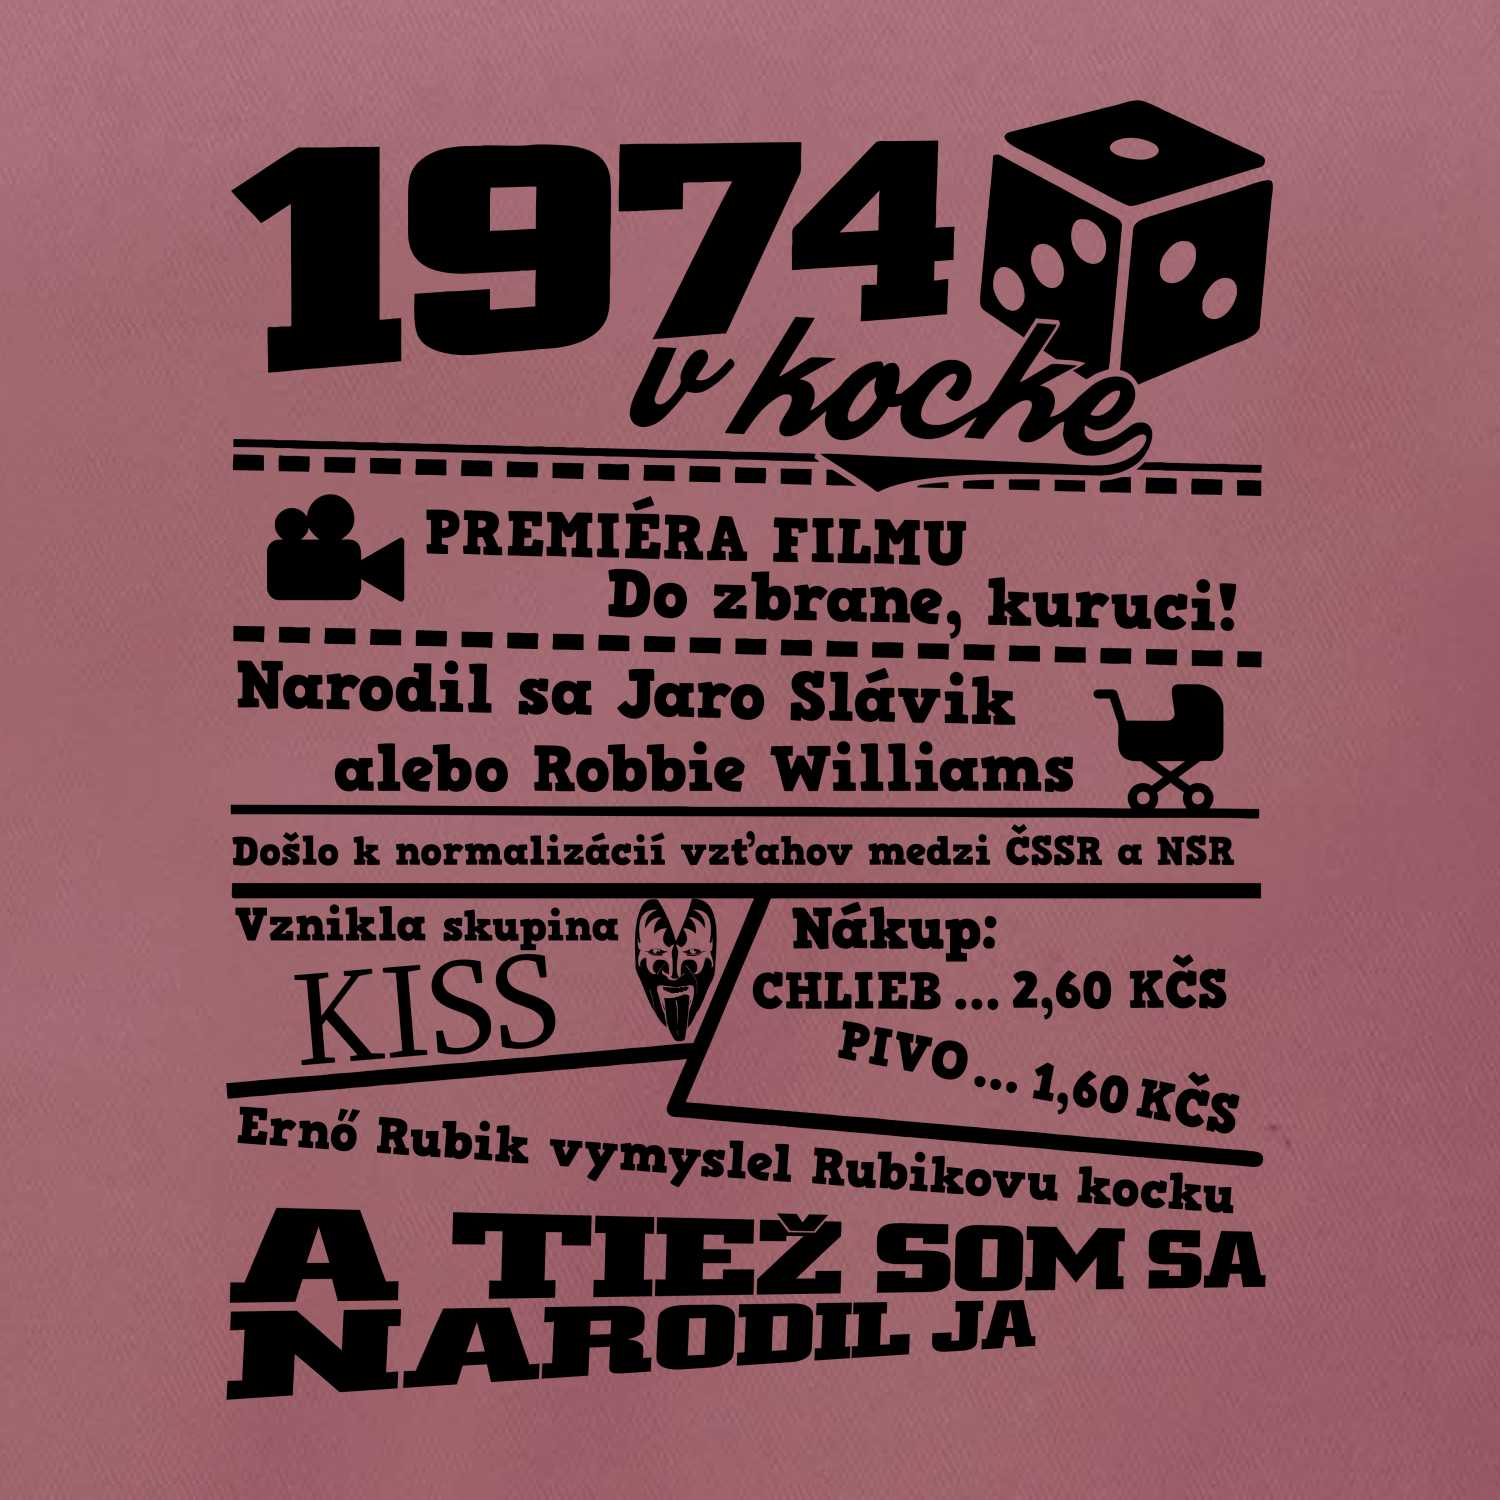 1974
v kocke
PREMIÉRA FILMU
Do zbrane, kuruci!
Narodil sa Jaro Slávik
alebo Robbie Williams
Došlo k normalizácií vzťahov medzi ČSSR a NSR
Vznikla skupina
KISS
Nákup:
CHLIEB ... 2,60 KČS
PIVO ... 1,60 KČS
Ernő Rubik vymyslel Rubikovu kocku
A TIEŽ SOM SA
NARODIL JA